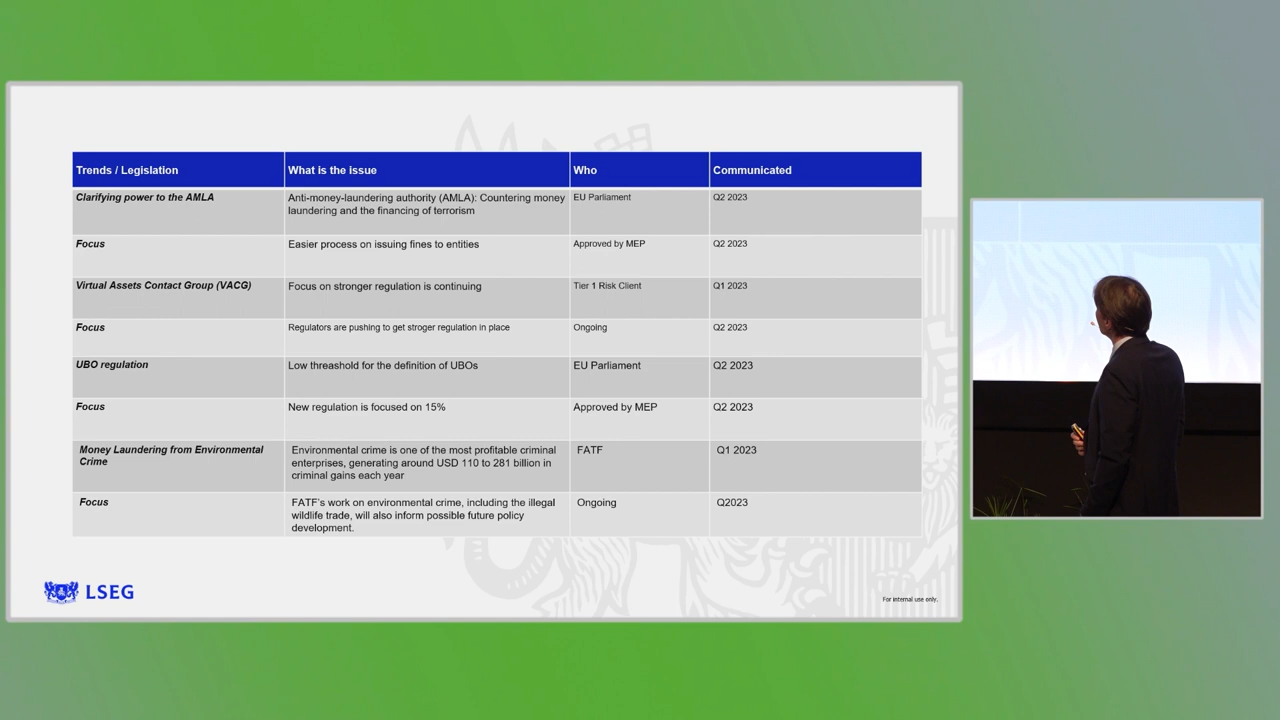 Trends / Legislation What is the issue Who Communicated
Clarifying power to the AMLA Anti-money-laundering authority (AMLA): Countering money EU Parliament Q2 2023
laundering and the financing of terrorism
Focus Easier process on issuing fines to entities Approved by MEP Q2 2023
Virtual Assets Contact Group (VACG) Focus on stronger regulation is continuing Tier 1 Risk Client Q1 2023
Focus Regulators are pushing to get stroger regulation in place Ongoing Q2 2023
UBO regulation Low threashold for the definition of UBOs EU Parliament Q2 2023
Focus New regulation is focused on 15% Approved by MEP Q2 2023
Money Laundering from Environmental Environmental crime is one of the most profitable criminal FATF Q1 2023
Crime enterprises, generating around USD 110 to 281 billion in
criminal gains each year
Focus FATF's work on environmental crime, including the illegal Ongoing Q2023
wildlife trade, will also inform possible future policy
development.
LSEG
For internal use only.